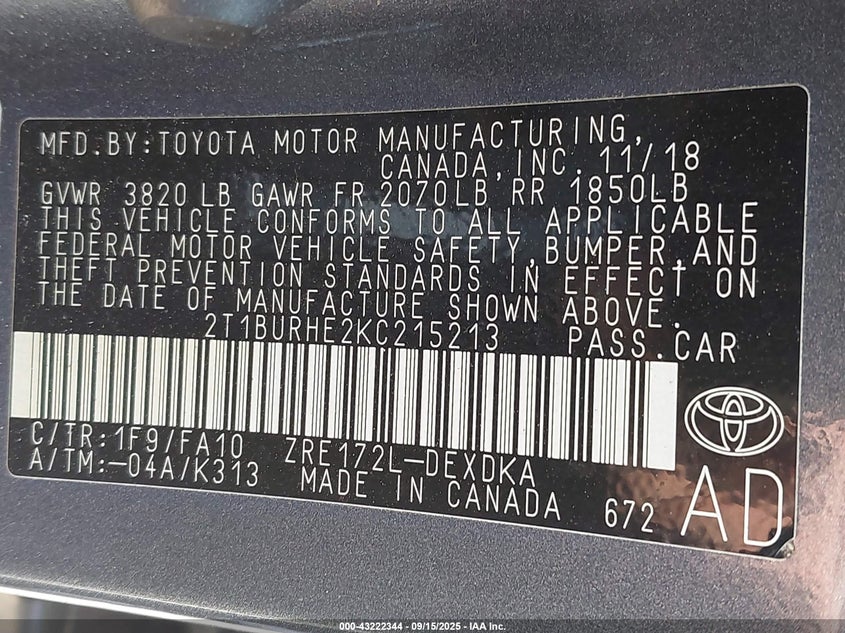 MFD.BY:TOYOTA MOTOR MANUFACTURING,
CANADA,INC. 11/18
GVWR 3820 LB GAWR FR 2070LB RR 1850LB
THIS VEHICLE CONFORMS TO ALL APPLICABLE
FEDERAL MOTOR VEHICLE SAFETY,BUMPER,AND
THEFT PREVENTION STANDARDS IN EFFECT ON
THE DATE OF MANUFACTURE SHOWN ABOVE.
2T1BURHE2KC215213 PASS.CAR
C/TR:1F9/FA10 ZRE172L-DEXDKA
A/TM:-04A/K313 MADE IN CANADA 672 AD
000-43222344 - 09/15/2025 - IAA Inc.